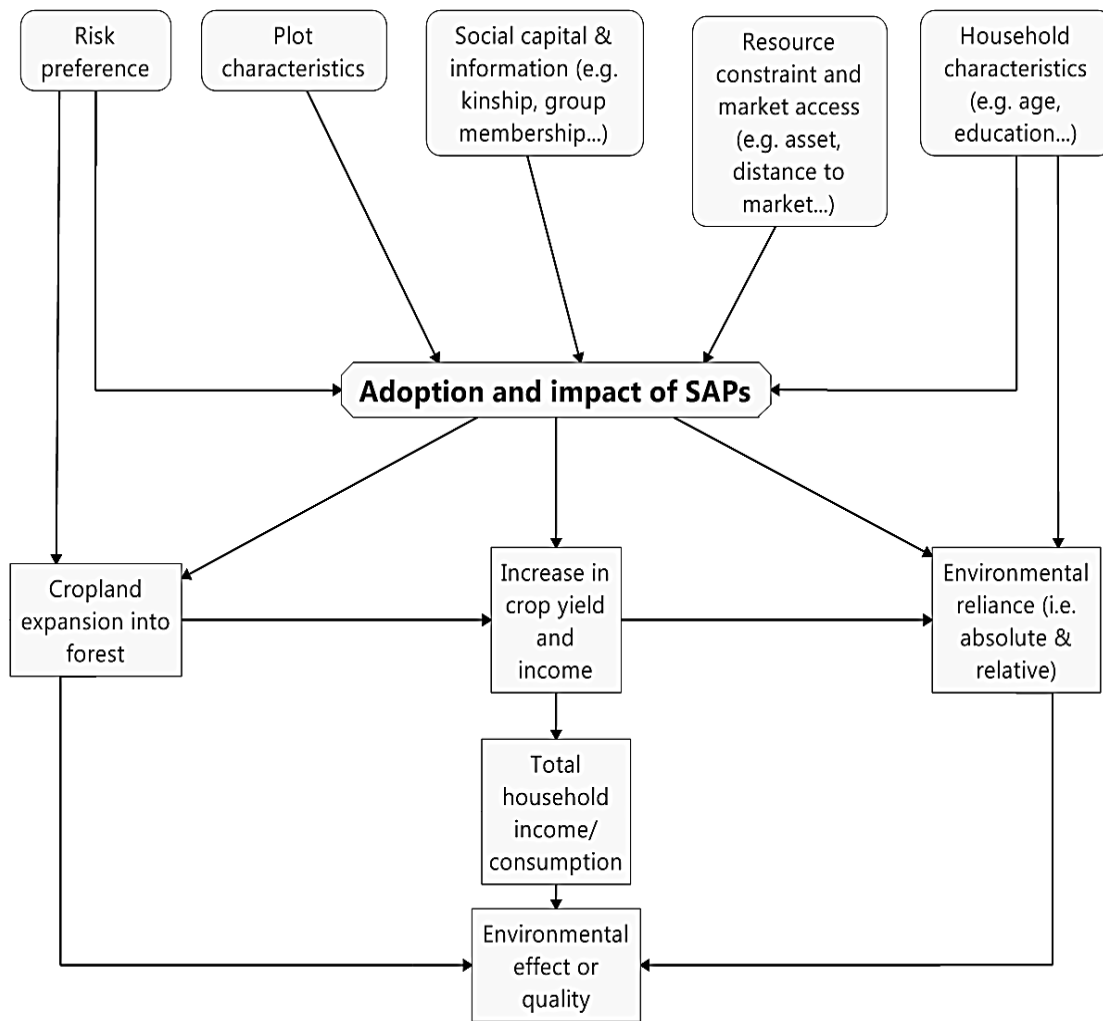 Risk
preference
Plot
characteristics
Social capital &
information (e.g.
kinship, group
membership...)
Resource
constraint and
market access
(e.g. asset,
distance to
market...)
Household
characteristics
(e.g. age,
education...)
Adoption and impact of SAPs
Cropland
expansion into
forest
Increase in
crop yield
and
income
Environmental
reliance (i.e.
absolute &
relative)
Total
household
income/
consumption
Environmental
effect or
quality